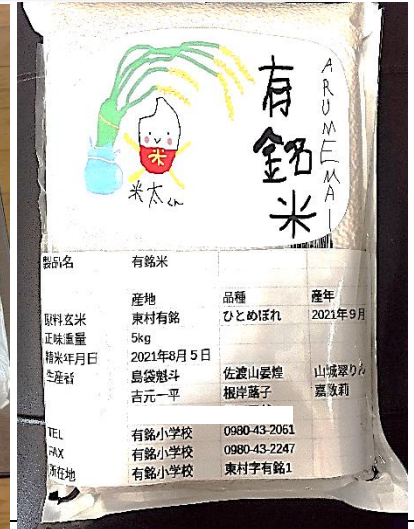 ARUMEMAI
有銘米
米太くん
製品名 有銘米
産地 品種 産年
原料玄米 東村有銘 ひとめぼれ 2021年9月
正味重量 5kg
精米年月日 2021年8月5日
生産者 島袋魁斗 佐渡山晏煌 山城翠りん
吉元一平 根岸蕗子 嘉数莉
TEL 有銘小学校 0980-43-2061
FAX 有銘小学校 0980-43-2247
所在地 有銘小学校 東村字有銘1